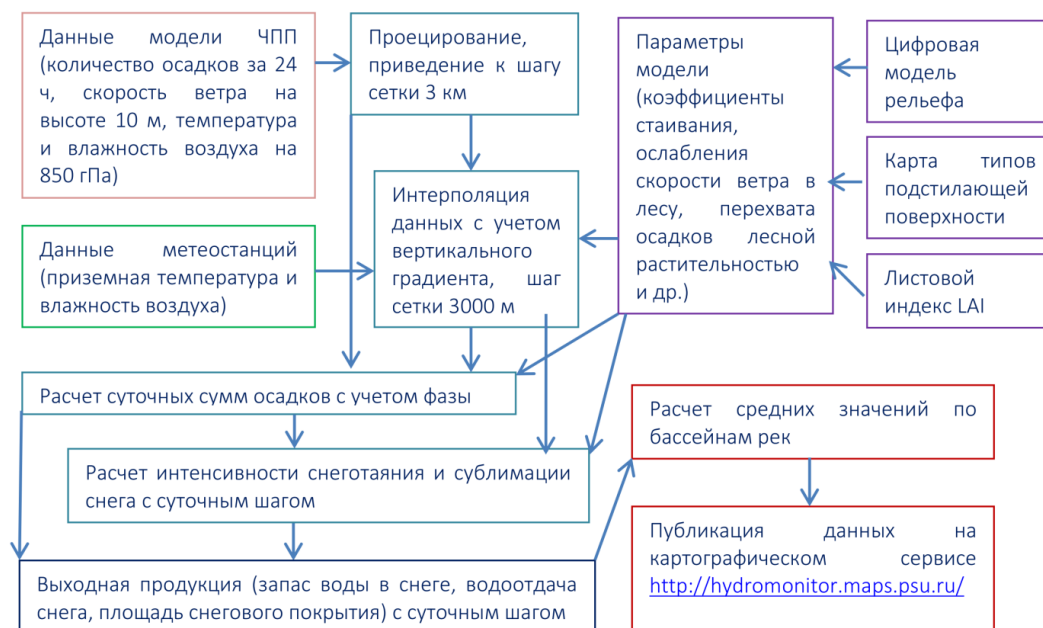 Данные модели ЧПП
(количество осадков за 24
ч, скорость ветра на
высоте 10 м, температура
и влажность воздуха на
850 гПа)
Проецирование,
приведение к шагу
сетки 3 км
Параметры
модели
(коэффициенты
стаивания,
ослабления
скорости ветра в
лесу, перехвата
осадков лесной
растительностью
и др.)
Цифровая
модель
рельефа
Карта типов
подстилающей
поверхности
Листовой
индекс LAI
Данные метеостанций
(приземная температура и
влажность воздуха)
Интерполяция
данных с учетом
вертикального
градиента, шаг
сетки 3000 м
Расчет суточных сумм осадков с учетом фазы
Расчет интенсивности снеготаяния и сублимации
снега с суточным шагом
Выходная продукция (запас воды в снеге, водоотдача
снега, площадь снегового покрытия) с суточным шагом
Расчет средних значений по
бассейнам рек
Публикация данных на
картографическом сервисе
http://hydromonitor.maps.psu.ru/